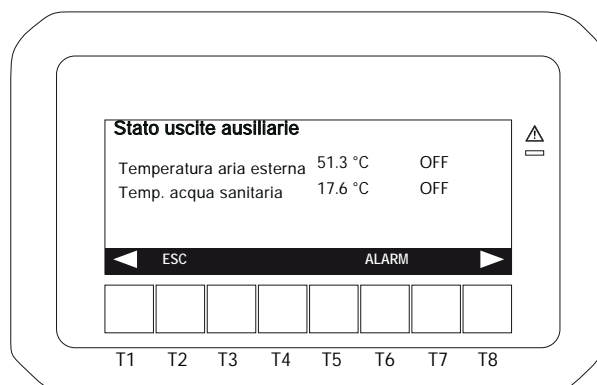 Stato uscite ausiliarie
Temperatura aria esterna 51.3 °C OFF
Temp. acqua sanitaria 17.6 °C OFF
ESC ALARM
T1 T2 T3 T4 T5 T6 T7 T8